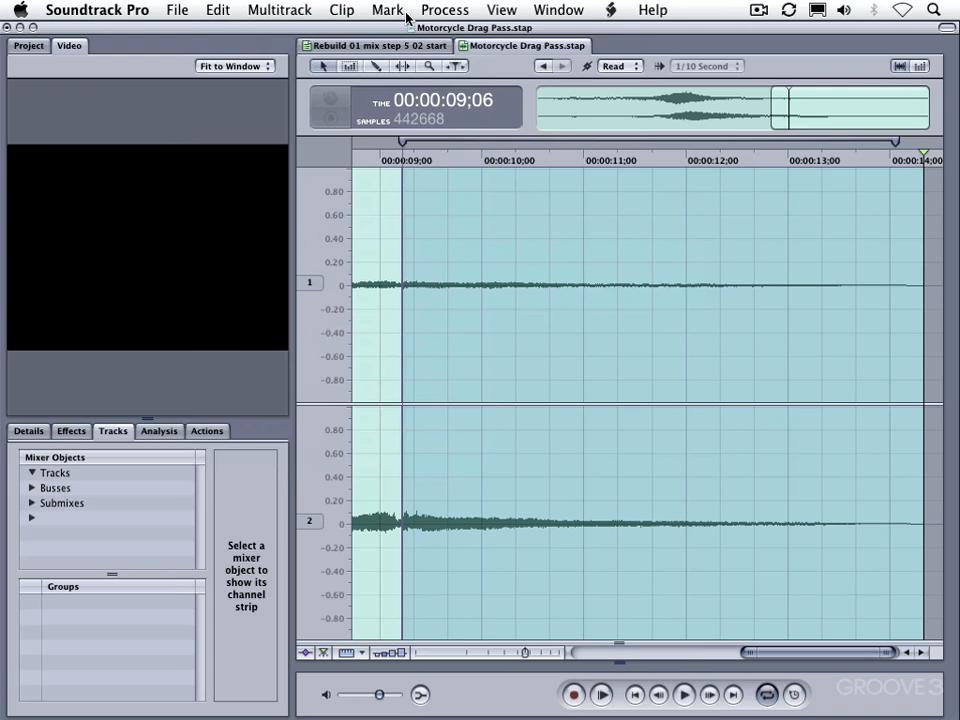 Soundtrack Pro File Edit Multitrack Clip Mark Process View Window Help
Motorcycle Drag Pass.stap
Project Video
Rebuild 01 mix step 5 02 start Motorcycle Drag Pass.stap
Fit to Window
Read 1/10 Second
TIME 00:00:09;06
SAMPLES 442668
00:00:09;00 00:00:10;00 00:00:11;00 00:00:12;00 00:00:13;00 00:00:14;00
0.80
0.60
0.40
0.20
1 0
-0.20
-0.40
-0.60
-0.80
0.80
0.60
0.40
0.20
2 0
-0.20
-0.40
-0.60
-0.80
Details Effects Tracks Analysis Actions
Mixer Objects
Tracks
Busses
Submixes
Select a
mixer
object to
show its
channel
strip
Groups
GROOVE 3